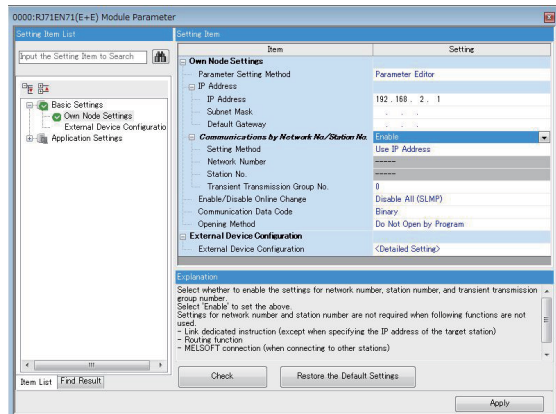 0000:RJ71EN71(E+E) Module Parameter
Setting Item List
Input the Setting Item to Search
Basic Settings
Own Node Settings
External Device Configuratio
Application Settings
Item List
Find Result
Setting Item
Item Setting
Own Node Settings
Parameter Setting Method Parameter Editor
IP Address
IP Address 192 . 168 . 2 . 1
Subnet Mask . . .
Default Gateway . . .
Communications by Network No./Station No. Enable
Setting Method Use IP Address
Network Number -----
Station No. -----
Transient Transmission Group No. 0
Enable/Disable Online Change Disable All (SLMP)
Communication Data Code Binary
Opening Method Do Not Open by Program
External Device Configuration
External Device Configuration <Detailed Setting>
Explanation
Select whether to enable the settings for network number, station number, and transient transmission
group number.
Select 'Enable' to set the above.
Settings for network number and station number are not required when following functions are not
used.
- Link dedicated instruction (except when specifying the IP address of the target station)
- Routing function
- MELSOFT connection (when connecting to other stations)
Check
Restore the Default Settings
Apply